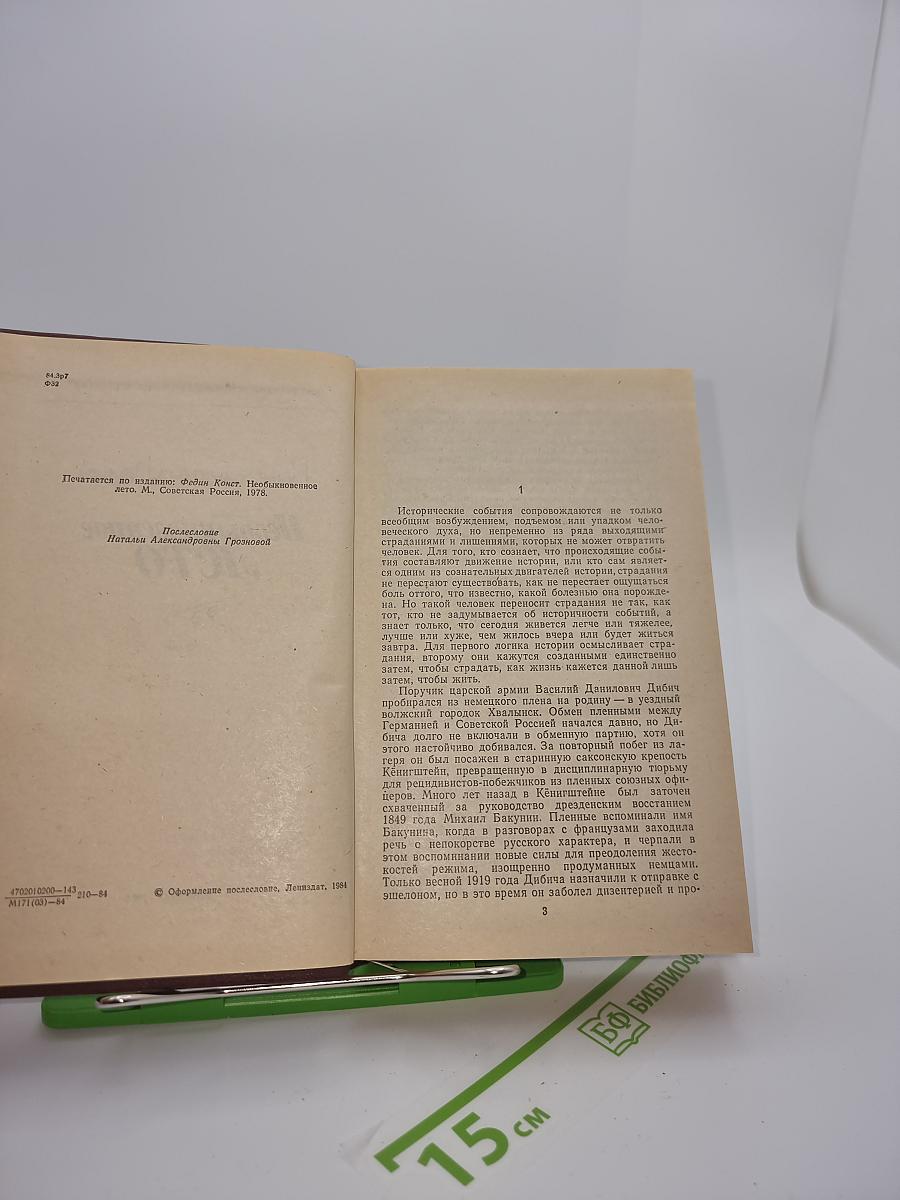 84.3р7
Ф32
Печатается по изданию: Федин Конст. Необыкновенное
лето. М., Советская Россия, 1978.
Послесловие
Натальи Александровны Грозновой
4702010200—143
М171(03)—84
210—84
© Оформление послесловие, Лениздат, 1984
1
Исторические события сопровождаются не только
всеобщим возбуждением, подъемом или упадком чело-
веческого духа, но непременно из ряда выходящими
страданиями и лишениями, которых не может отвратить
человек. Для того, кто сознает, что происходящие собы-
тия составляют движение истории, или кто сам являет-
ся одним из сознательных двигателей истории, страдания
не перестают существовать, как не перестает ощущаться
боль оттого, что известно, какой болезнью она порожде-
на. Но такой человек переносит страдания не так, как
тот, кто не задумывается об историчности событий, а
знает только, что сегодня живется легче или тяжелее,
лучше или хуже, чем жилось вчера или будет житься
завтра. Для первого логика истории осмысливает стра-
дания, второму они кажутся созданными единственно
затем, чтобы страдать, как жизнь кажется данной лишь
затем, чтобы жить.
Поручик царской армии Василий Данилович Дибич
пробирался из немецкого плена на родину — в уездный
волжский городок Хвалынск. Обмен пленными между
Германией и Советской Россией начался давно, но Ди-
бича долго не включали в обменную партию, хотя он
этого настойчиво добивался. За повторный побег из ла-
геря он был посажен в старинную саксонскую крепость
Кёнигштейн, превращенную в дисциплинарную тюрьму
для рецидивистов-побежчиков из пленных союзных офи-
церов. Много лет назад в Кёнигштейне был заточен
схваченный за руководство дрезденским восстанием
1849 года Михаил Бакунин. Пленные вспоминали имя
Бакунина, когда в разговорах с французами заходила
речь о непокорстве русского характера, и черпали в
этом воспоминании новые силы для преодоления жесто-
костей режима, изощренно продуманных немцами.
Только весной 1919 года Дибича назначили к отправке с
эшелоном, но в это время он заболел дизентерией и про-
3
БФ БИБЛИОФ
15 см